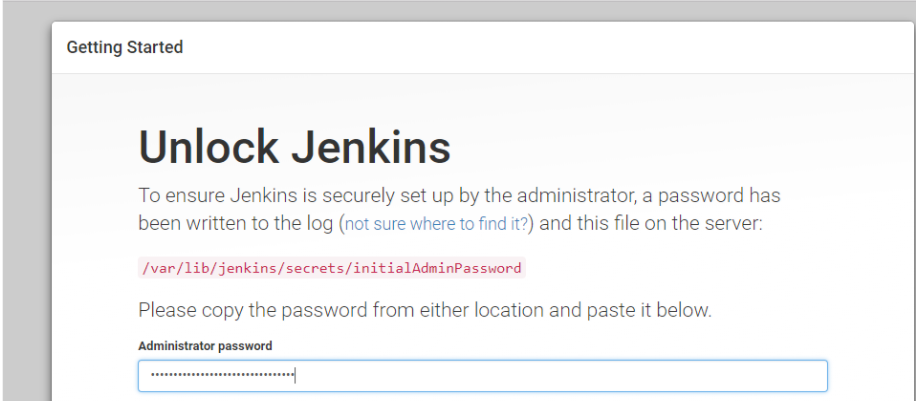 Getting Started
Unlock Jenkins
To ensure Jenkins is securely set up by the administrator, a password has
been written to the log (not sure where to find it?) and this file on the server:
/var/lib/jenkins/secrets/initialAdminPassword
Please copy the password from either location and paste it below.
Administrator password
••••••••••••••••••••••••••••••••